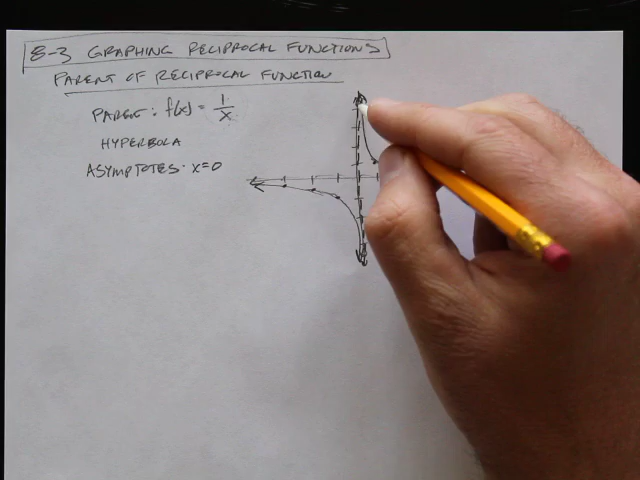 8-3 GRAPHING RECIPROCAL FUNCTIONS
PARENT OF RECIPROCAL FUNCTION
PARENT: f(x) = 1/x
HYPERBOLA
ASYMPTOTES: x=0